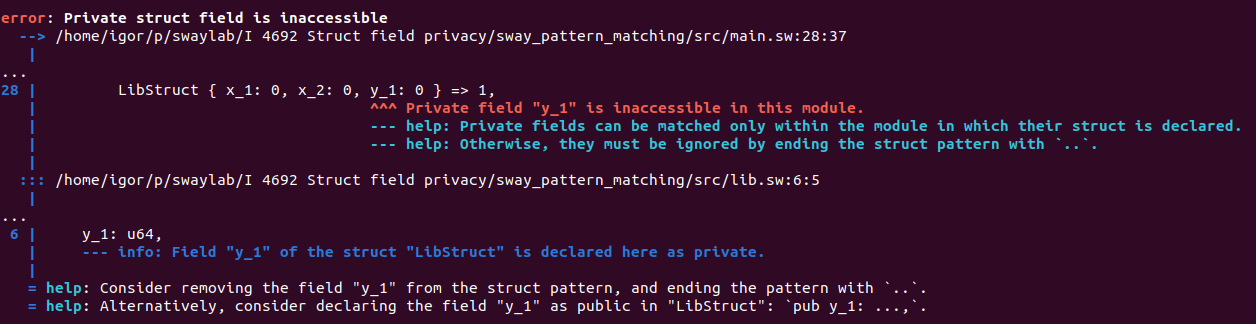 error: Private struct field is inaccessible
--> /home/igor/p/swaylab/I 4692 Struct field privacy/sway_pattern_matching/src/main.sw:28:37
|
...
28 | LibStruct { x_1: 0, x_2: 0, y_1: 0 } => 1,
| ^^^ Private field "y_1" is inaccessible in this module.
| --- help: Private fields can be matched only within the module in which their struct is declared.
| --- help: Otherwise, they must be ignored by ending the struct pattern with `..`.
|
::: /home/igor/p/swaylab/I 4692 Struct field privacy/sway_pattern_matching/src/lib.sw:6:5
|
...
6 | y_1: u64,
| --- info: Field "y_1" of the struct "LibStruct" is declared here as private.
|
= help: Consider removing the field "y_1" from the struct pattern, and ending the pattern with `..`.
= help: Alternatively, consider declaring the field "y_1" as public in "LibStruct": `pub y_1: ...,`.